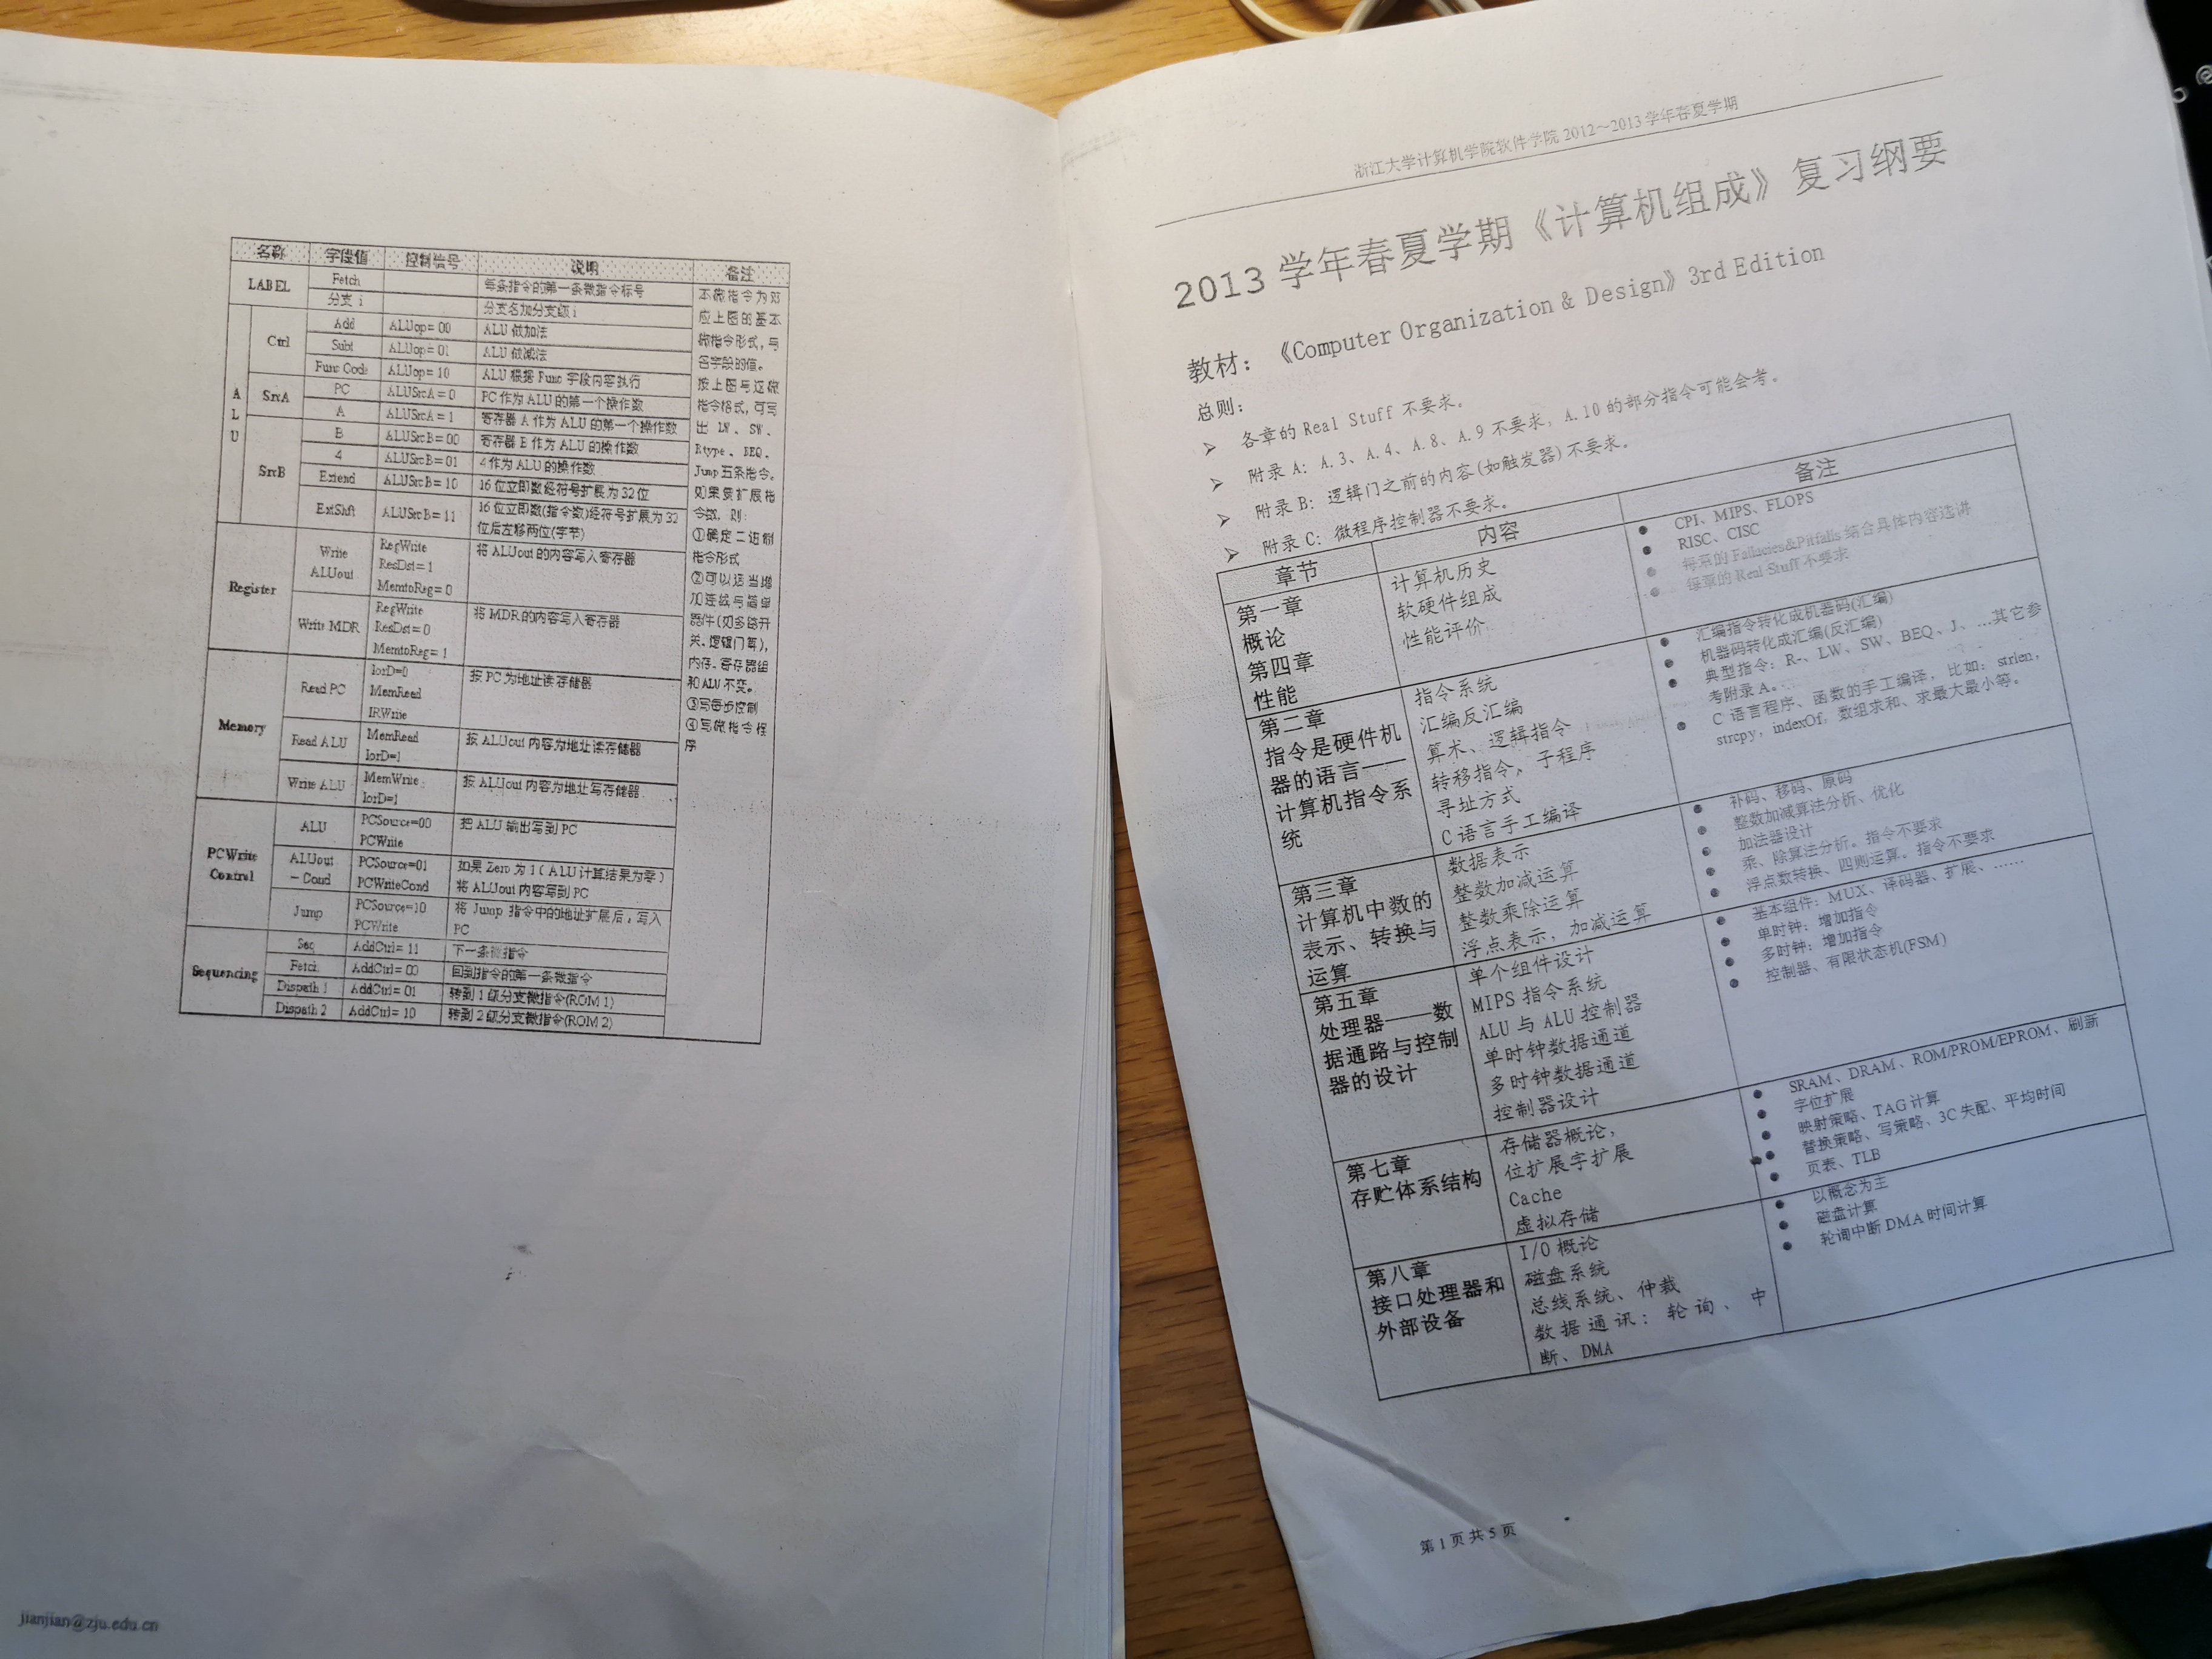 名称 字段值 控制信号 说明 备注
LABEL Fetch 每条指令的第一条微指令标号
分支 i 分支名加分支级 i
ALU Ctrl Add ALUop=00 ALU 做加法
Subt ALUop=01 ALU 做减法
Func Code ALUop=10 ALU 根据 Func 字段内容执行
SrcA PC ALUSrcA=0 PC 作为 ALU 的第一个操作数
A ALUSrcA=1 寄存器 A 作为 ALU 的第一个操作数
SrcB B ALUSrcB=00 寄存器 B 作为 ALU 的操作数
4 ALUSrcB=01 4 作为 ALU 的操作数
Extend ALUSrcB=10 16 位立即数经符号扩展为 32 位
ExtShft ALUSrcB=11 16 位立即数(指令数)经符号扩展为 32
位后左移两位(字节)
Register Write
ALUout RegWrite
ResDst=1
MemtoReg=0 将 ALUout 的内容写入寄存器
Write MDR RegWrite
ResDst=0
MemtoReg=1 将 MDR 的内容写入寄存器
Memory Read PC IorD=0
MemRead
IRWrite 按 PC 为地址读存储器
Read ALU MemRead
IorD=1 按 ALUout 内容为地址读存储器
Write ALU MemWrite
IorD=1 按 ALUout 内容为地址写存储器
PCWrite
Control ALU PCSource=00
PCWrite 把 ALU 输出写到 PC
ALUout
-Cond PCSource=01
PCWriteCond 如果 Zero 为 1 (ALU 计算结果为零)
将 ALUout 内容写到 PC
Jump PCSource=10
PCWrite 将 Jump 指令中的地址扩展后,写入
PC
Sequencing Seq AddCtrl=11 下一条微指令
Fetch AddCtrl=00 回到指令的第一条微指令
Dispath 1 AddCtrl=01 转到 1 级分支微指令(ROM 1)
Dispath 2 AddCtrl=10 转到 2 级分支微指令(ROM 2)
本微指令为对
应上图的基本
微指令形式,与
各字段的值。
按上图与这微
指令格式,可写
出 LW、SW、
Rtype、BEQ、
Jump 五条指令。
如果要扩展指
令数,则:
①确定二进制
指令形式
②可以适当增
加连线与简单
器件(如多路开
关、逻辑门等),
内存、寄存器组
和 ALU 不变。
③写每步控制
④写微指令程
序
jianjian@zju.edu.cn
浙江大学计算机学院软件学院 2012~2013 学年春夏学期
2013 学年春夏学期《计算机组成》复习纲要
教材:《Computer Organization & Design》3rd Edition
总则:
➢ 各章的 Real Stuff 不要求。
➢ 附录 A: A.3、A.4、A.8、A.9 不要求, A.10 的部分指令可能会考。
➢ 附录 B: 逻辑门之前的内容(如触发器)不要求。
➢ 附录 C: 微程序控制器不要求。
章节 内容 备注
第一章
概论
第四章
性能
计算机历史
软硬件组成
性能评价
● CPI、MIPS、FLOPS
● RISC、CISC
● 每章的 Fallacies&Pitfalls 结合具体内容选讲
● 每章的 Real Stuff 不要求
第二章
指令是硬件机
器的语言——
计算机指令系
统
指令系统
汇编反汇编
算术、逻辑指令
转移指令、子程序
寻址方式
C 语言手工编译
● 汇编指令转化成机器码(汇编)
● 机器码转化成汇编(反汇编)
● 典型指令: R-、LW、SW、BEQ、J、…其它参
考附录 A。
● C 语言程序、函数的手工编译, 比如: strlen,
strcpy, indexOf, 数组求和、求最大最小等。
第三章
计算机中数的
表示、转换与
运算
数据表示
整数加减运算
整数乘除运算
浮点表示, 加减运算
● 补码、移码、原码
● 整数加减算法分析、优化
● 加法器设计
● 乘、除算法分析。指令不要求
● 浮点数转换、四则运算。指令不要求
第五章
处理器——数
据通路与控制
器的设计
单个组件设计
MIPS 指令系统
ALU 与 ALU 控制器
单时钟数据通道
多时钟数据通道
控制器设计
● 基本组件: MUX、译码器、扩展、……
● 单时钟: 增加指令
● 多时钟: 增加指令
● 控制器、有限状态机(FSM)
第七章
存贮体系结构
存储器概论,
位扩展字扩展
Cache
虚拟存储
● SRAM、DRAM、ROM/PROM/EPROM、刷新
● 字位扩展
● 映射策略、TAG 计算
● 替换策略、写策略、3C 失配、平均时间
● 页表、TLB
第八章
接口处理器和
外部设备
I/O 概论
磁盘系统
总线系统、仲裁
数据通讯: 轮询、中
断、DMA
● 以概念为主
● 磁盘计算
● 轮询中断 DMA 时间计算
第 1 页 共 5 页